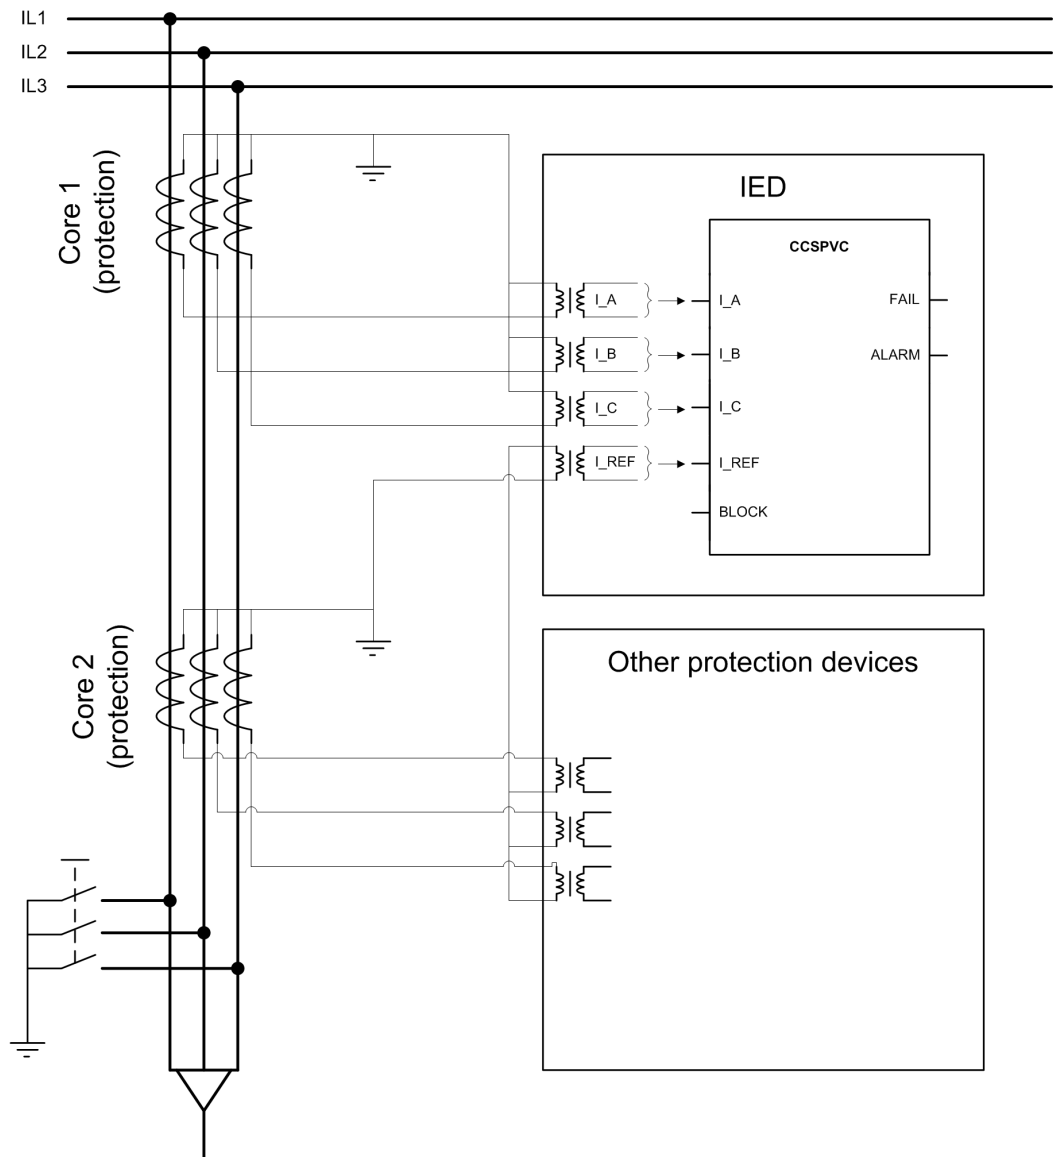 IL1
IL2
IL3
Core 1
(protection)
IED
CCSPVC
I_A
I_A
FAIL
I_B
I_B
ALARM
I_C
I_C
I_REF
I_REF
BLOCK
Core 2
(protection)
Other protection devices